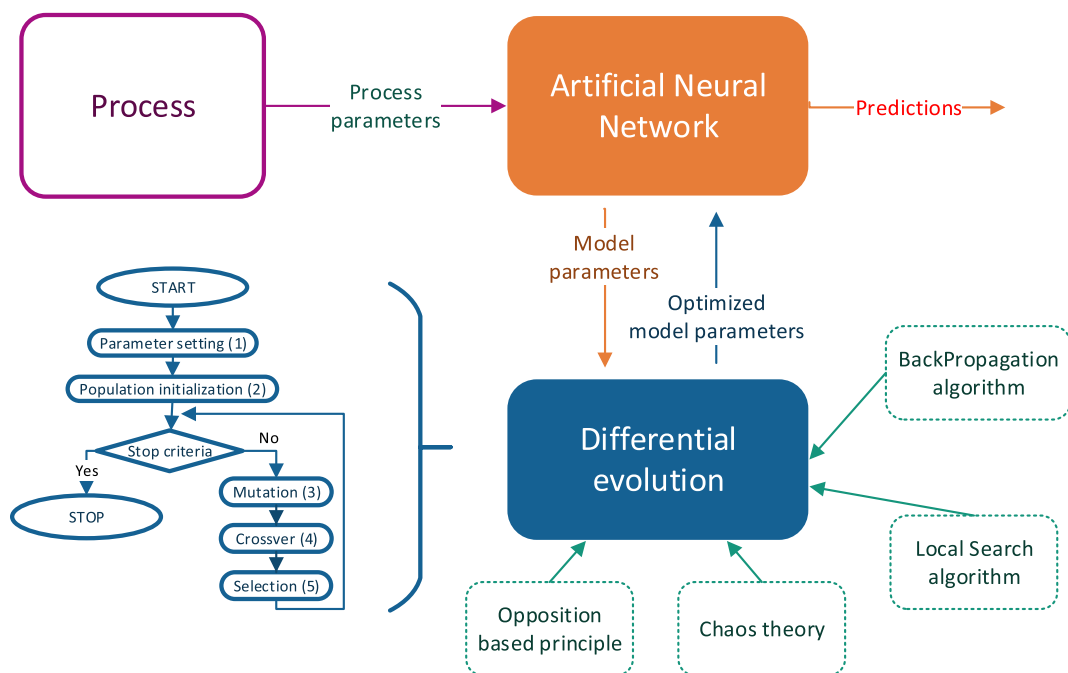 Process
Process
parameters
Artificial Neural
Network
Predictions
Model
parameters
Optimized
model parameters
START
Parameter setting (1)
Population initialization (2)
Stop criteria
No
Yes
STOP
Mutation (3)
Crossover (4)
Selection (5)
Differential
evolution
BackPropagation
algorithm
Local Search
algorithm
Opposition
based principle
Chaos theory